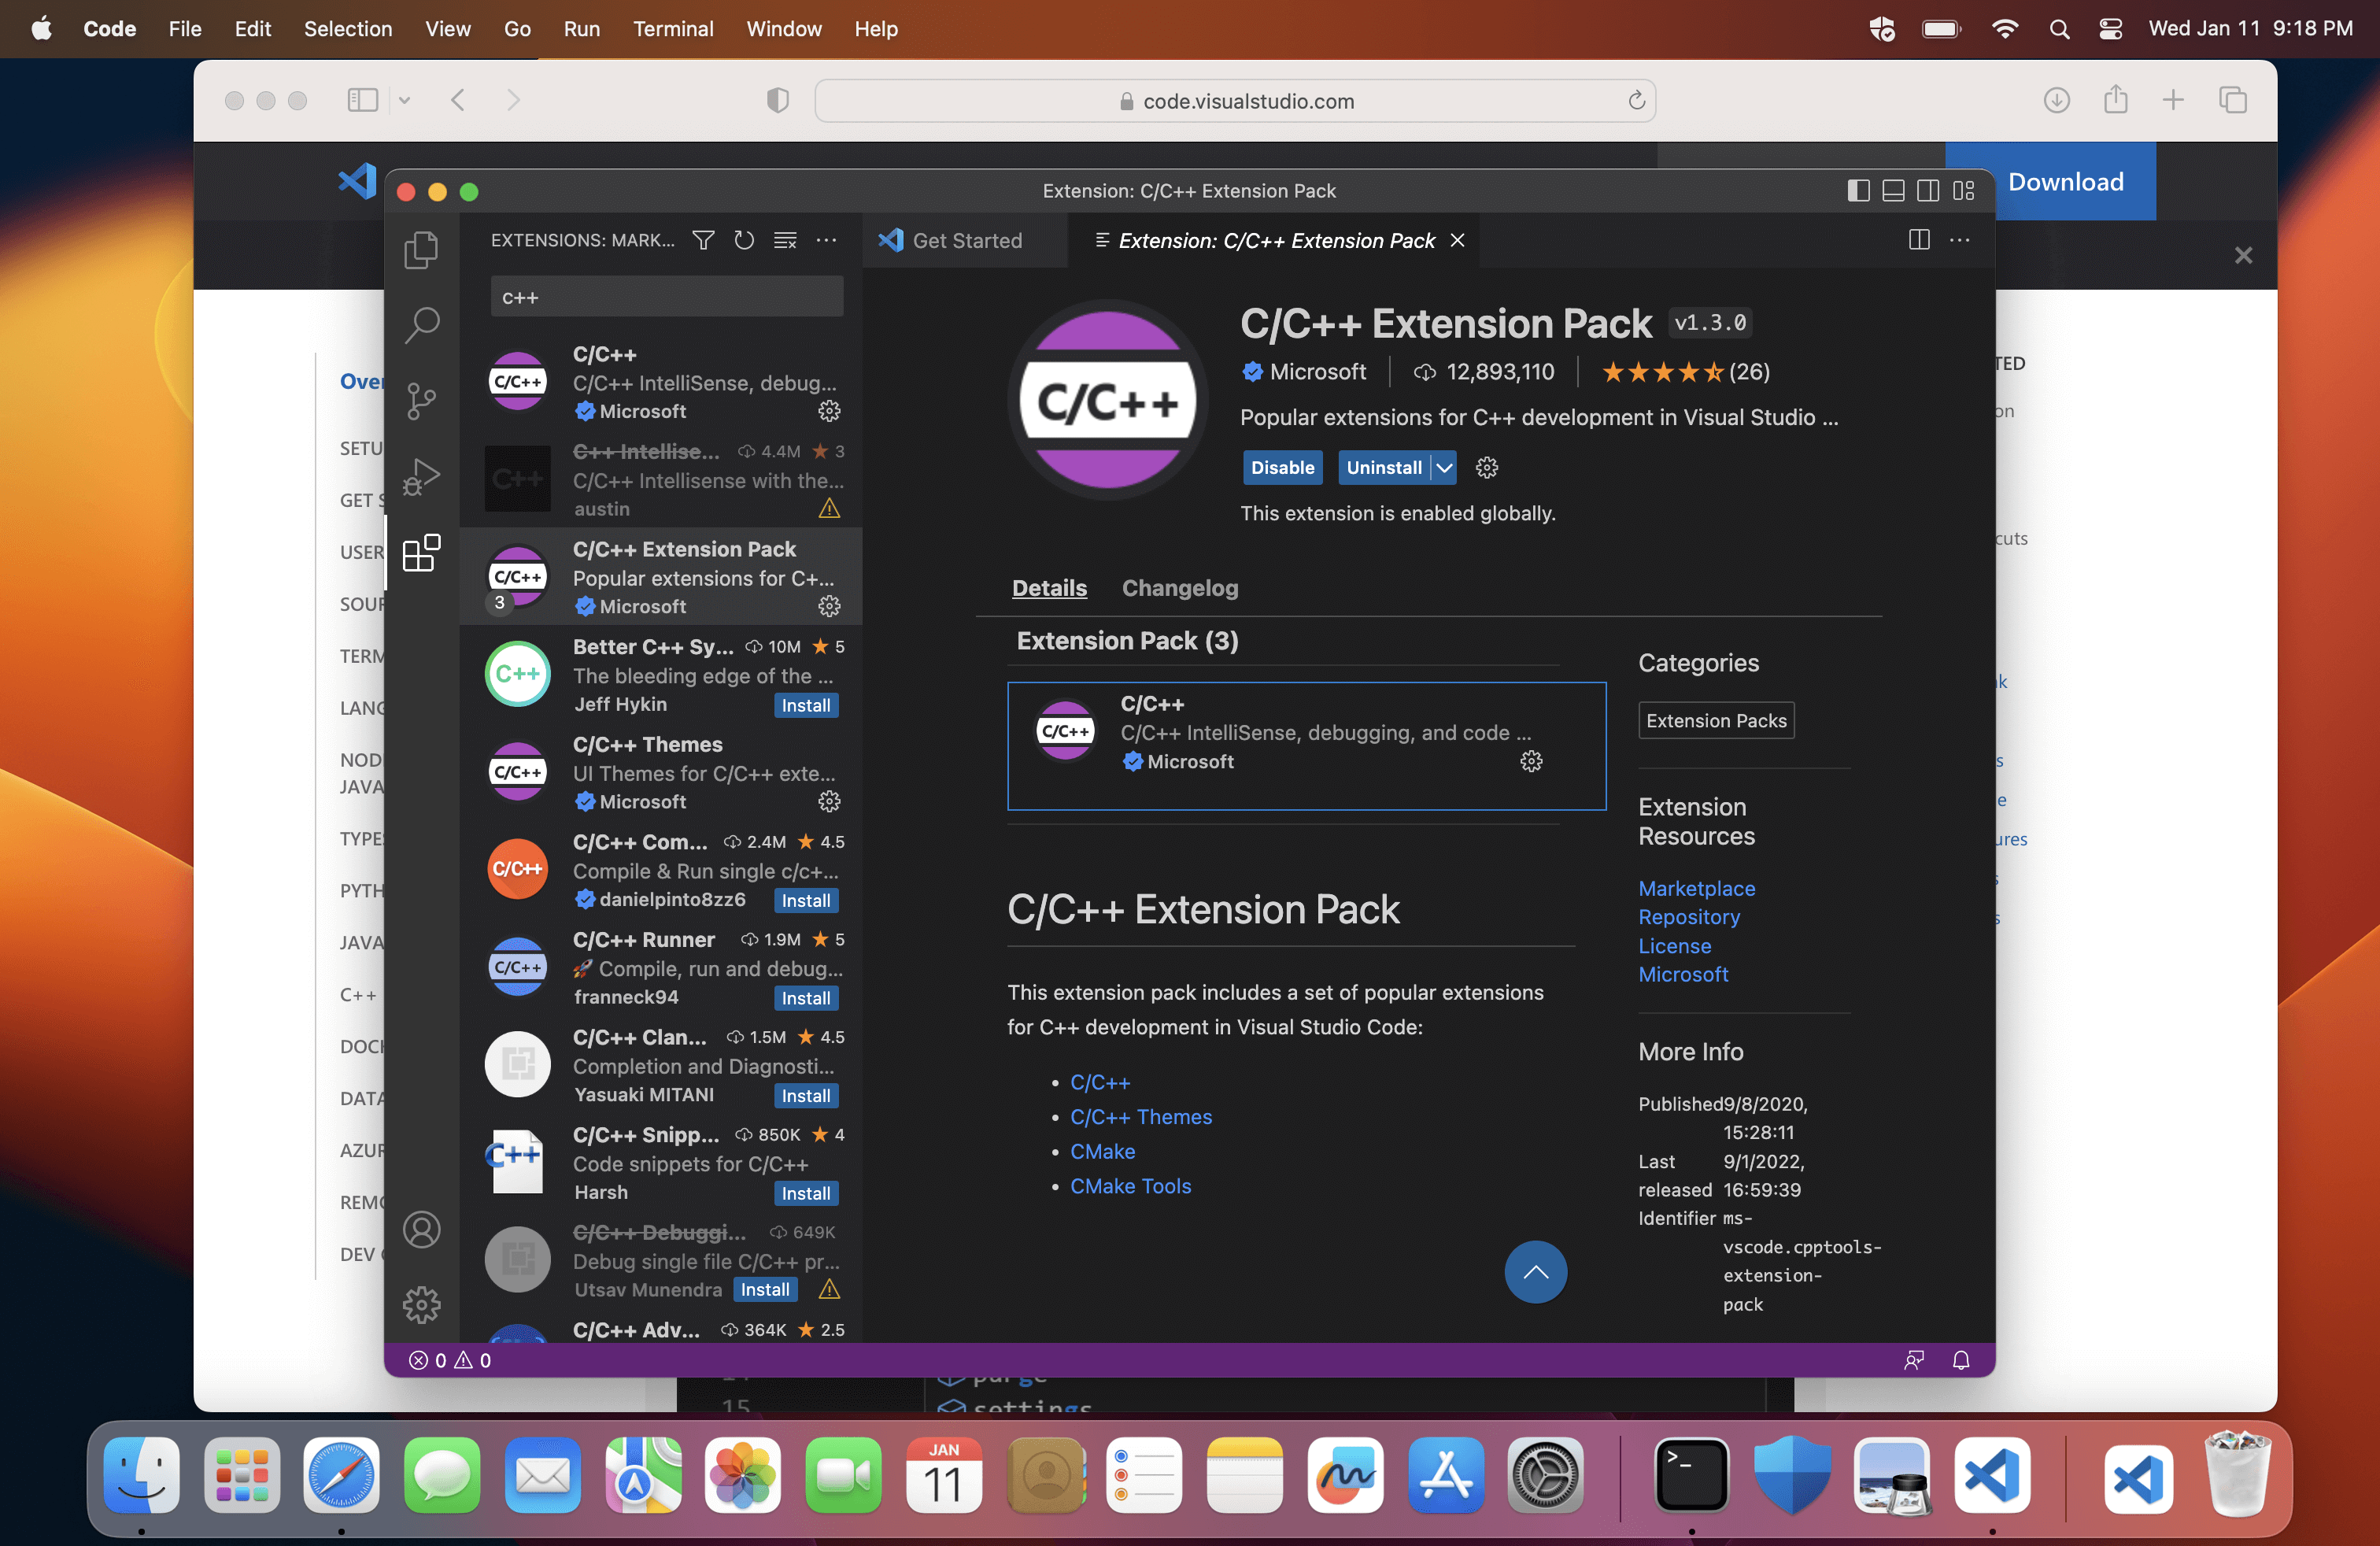 Code File Edit Selection View Go Run Terminal Window Help
Wed Jan 11 9:18 PM
code.visualstudio.com
Download
Extension: C/C++ Extension Pack
EXTENSIONS: MARK...
Get Started
Extension: C/C++ Extension Pack
c++
C/C++
C/C++
C/C++ IntelliSense, debug...
Microsoft
C++
C++ Intellise... 4.4M 3
C/C++ Intellisense with the...
austin
C/C++
3
C/C++ Extension Pack
Popular extensions for C+...
Microsoft
C++
Better C++ Sy... 10M 5
The bleeding edge of the ...
Jeff Hykin Install
C/C++
C/C++ Themes
UI Themes for C/C++ exte...
Microsoft
C/C++
C/C++ Com... 2.4M 4.5
Compile & Run single c/c+...
danielpinto8zz6 Install
C/C++
C/C++ Runner 1.9M 5
🚀 Compile, run and debug...
franneck94 Install
C/C++ Clan... 1.5M 4.5
Completion and Diagnosti...
Yasuaki MITANI Install
C++
C/C++ Snipp... 850K 4
Code snippets for C/C++
Harsh Install
C/C++ Debuggi... 649K
Debug single file C/C++ pr...
Utsav Munendra Install
C/C++ Adv... 364K 2.5
C/C++
C/C++ Extension Pack v1.3.0
Microsoft 12,893,110 (26)
Popular extensions for C++ development in Visual Studio ...
Disable Uninstall
This extension is enabled globally.
Details Changelog
Extension Pack (3)
C/C++
C/C++
C/C++ IntelliSense, debugging, and code ...
Microsoft
C/C++ Extension Pack
This extension pack includes a set of popular extensions
for C++ development in Visual Studio Code:
• C/C++
• C/C++ Themes
• CMake
• CMake Tools
Categories
Extension Packs
Extension
Resources
Marketplace
Repository
License
Microsoft
More Info
Published 9/8/2020,
15:28:11
Last 9/1/2022,
released 16:59:39
Identifier ms-
vscode.cpptools-
extension-
pack
0 0
Over
SETU
GET S
USER
SOUR
TERM
LANG
NOD
JAVA
TYPES
PYTH
JAVA
C++
DOCK
DATA
AZUR
REMO
DEV
TED
on
cuts
k
s
e
ures
s
s
15 settings
JAN
11
>_